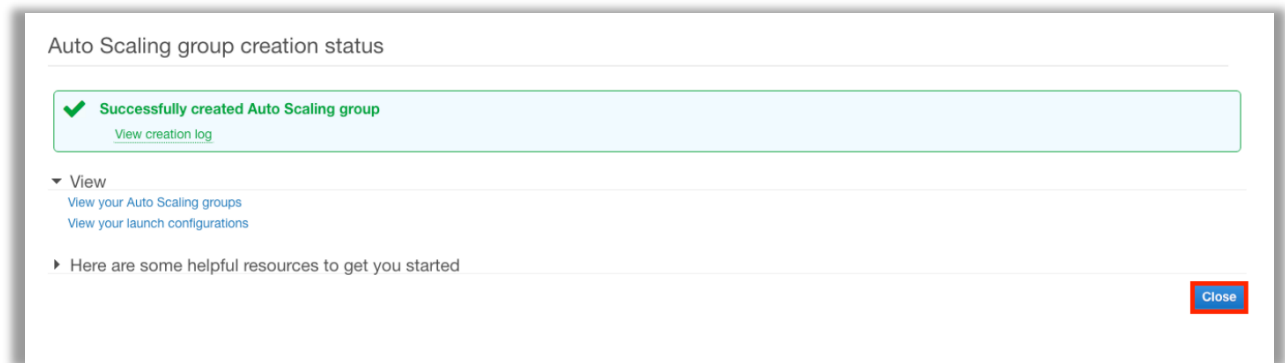 Auto Scaling group creation status
Successfully created Auto Scaling group
View creation log
View
View your Auto Scaling groups
View your launch configurations
Here are some helpful resources to get you started
Close